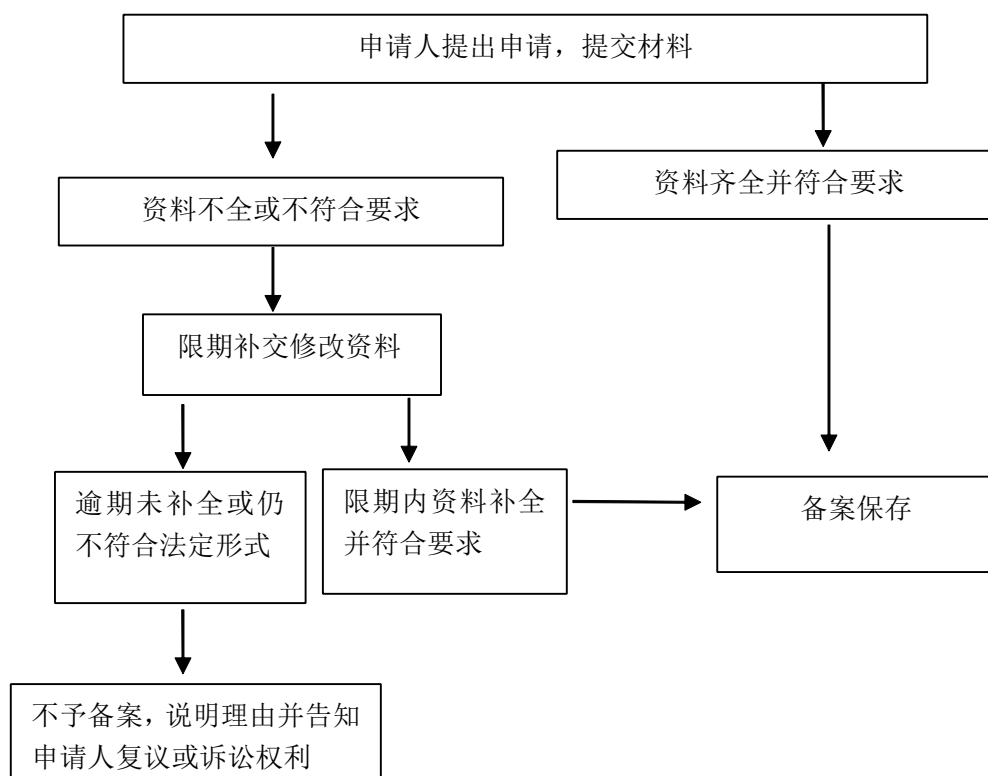 申请人提出申请，提交材料
资料齐全并符合要求
资料不全或不符合要求
限期补交修改资料
逾期未补全或仍
不符合法定形式
限期内资料补全
并符合要求
备案保存
不予备案，说明理由并告知
申请人复议或诉讼权利